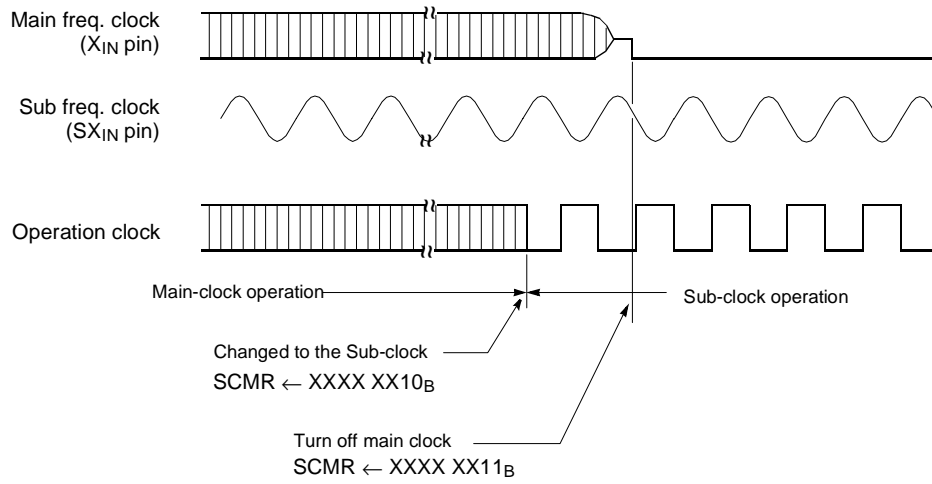 Main freq. clock
(XIN pin)
Sub freq. clock
(SXIN pin)
Operation clock
Main-clock operation
Sub-clock operation
Changed to the Sub-clock
SCMR ← XXXX XX10B
Turn off main clock
SCMR ← XXXX XX11B